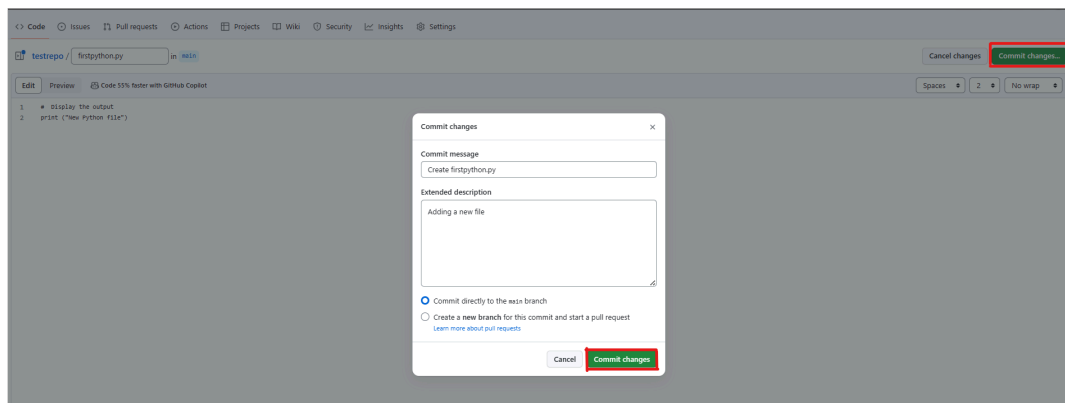 <> Code Issues Pull requests Actions Projects Wiki Security Insights Settings
testrepo / firstpython.py in main Cancel changes Commit changes...
Edit Preview Code 55% faster with GitHub Copilot Spaces 2 No wrap
1 # Display the output
2 print ("New Python file")
Commit changes
Commit message
Create firstpython.py
Extended description
Adding a new file
Commit directly to the main branch
Create a new branch for this commit and start a pull request
Learn more about pull requests
Cancel Commit changes